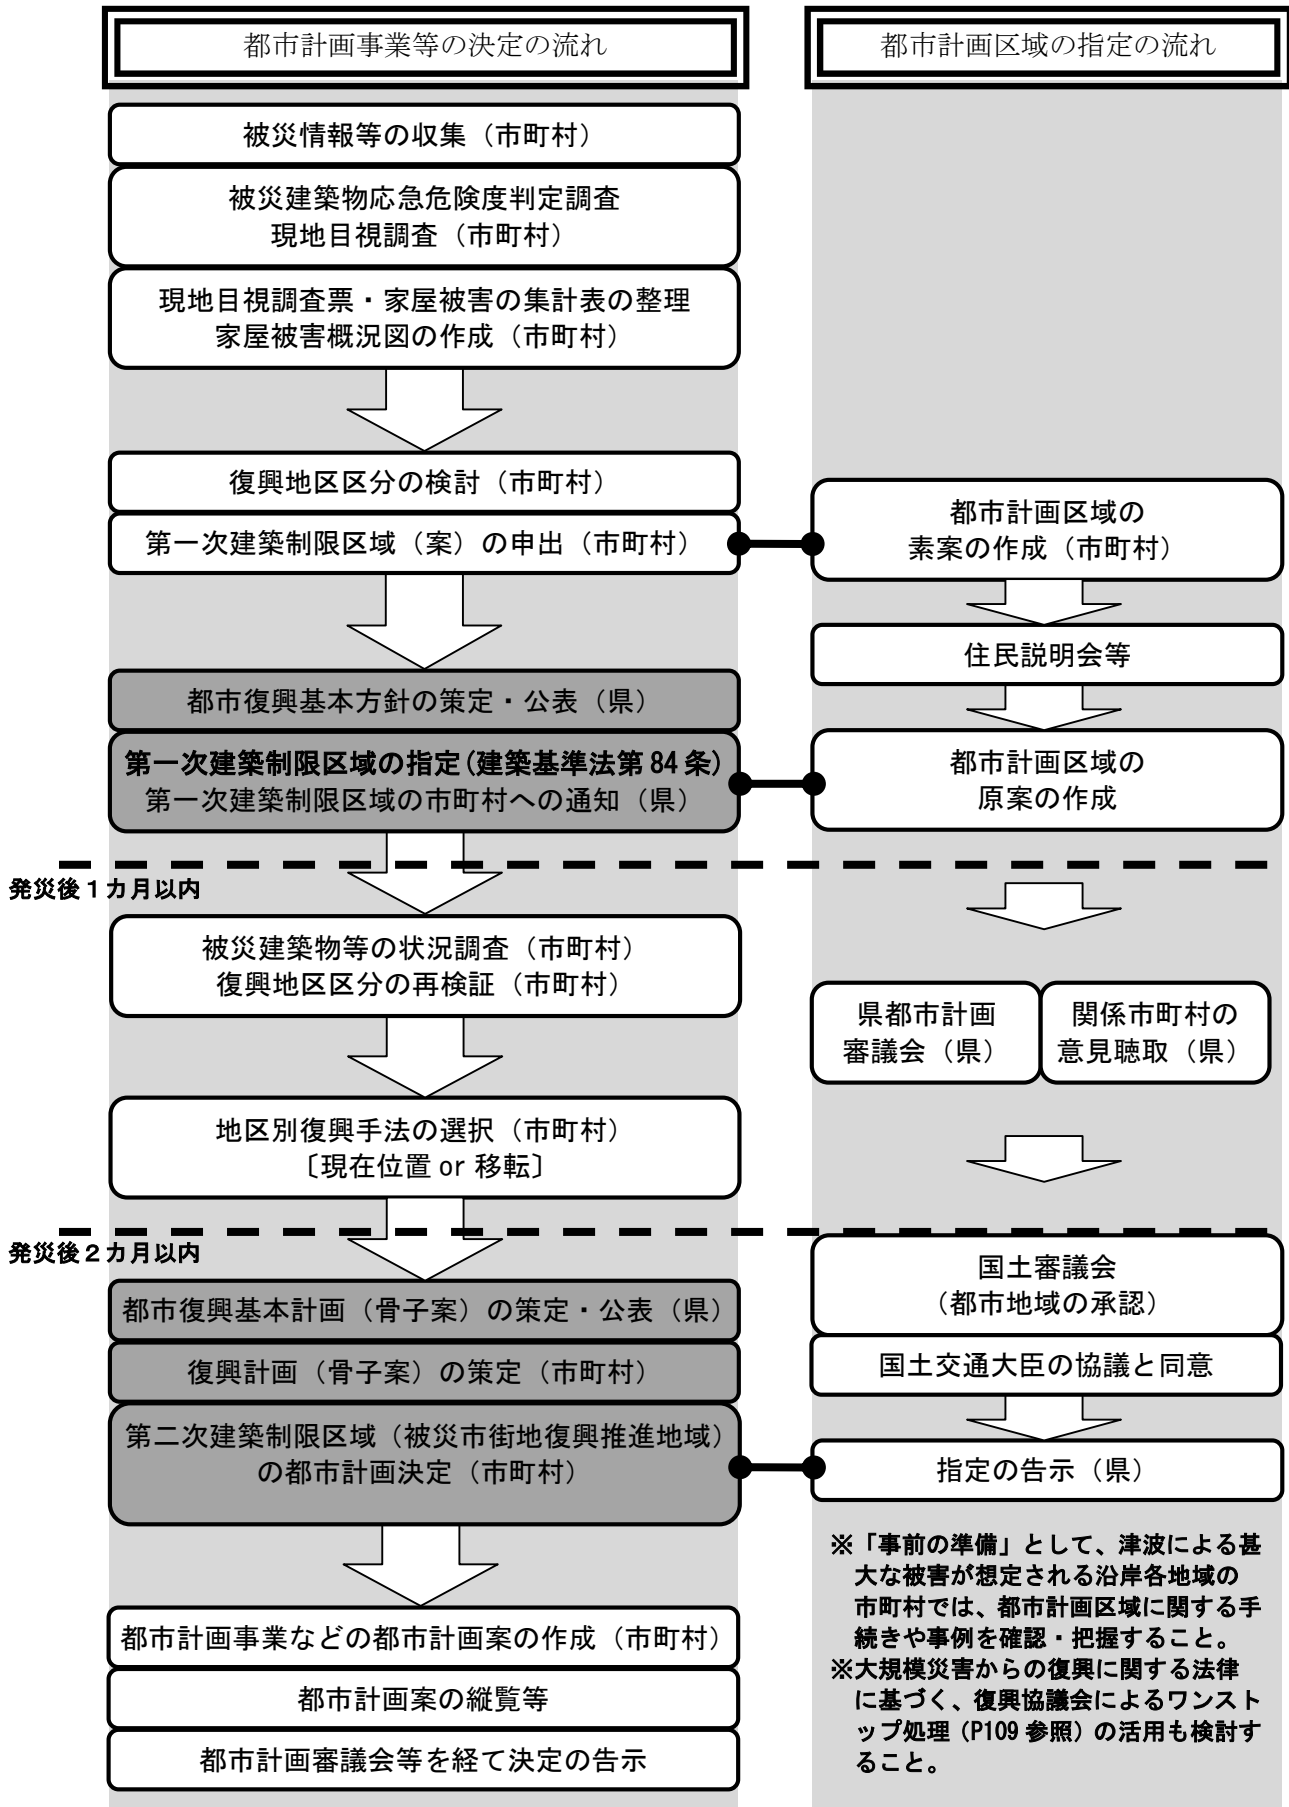 都市計画事業等の決定の流れ
被災情報等の収集（市町村）
被災建築物応急危険度判定調査
現地目視調査（市町村）
現地目視調査票・家屋被害の集計表の整理
家屋被害概況図の作成（市町村）
復興地区区分の検討（市町村）
第一次建築制限区域（案）の申出（市町村）
都市復興基本方針の策定・公表（県）
第一次建築制限区域の指定(建築基準法第84条)
第一次建築制限区域の市町村への通知（県）
発災後１カ月以内
被災建築物等の状況調査（市町村）
復興地区区分の再検証（市町村）
地区別復興手法の選択（市町村）
〔現在位置 or 移転〕
発災後２カ月以内
都市復興基本計画（骨子案）の策定・公表（県）
復興計画（骨子案）の策定（市町村）
第二次建築制限区域（被災市街地復興推進地域）
の都市計画決定（市町村）
都市計画事業などの都市計画案の作成（市町村）
都市計画案の縦覧等
都市計画審議会等を経て決定の告示
都市計画区域の指定の流れ
都市計画区域の
素案の作成（市町村）
住民説明会等
都市計画区域の
原案の作成
県都市計画
審議会（県）
関係市町村の
意見聴取（県）
国土審議会
（都市地域の承認）
国土交通大臣の協議と同意
指定の告示（県）
※「事前の準備」として、津波による甚
大な被害が想定される沿岸各地域の
市町村では、都市計画区域に関する手
続きや事例を確認・把握すること。
※大規模災害からの復興に関する法律
に基づく、復興協議会によるワンスト
ップ処理（P109 参照）の活用も検討す
ること。